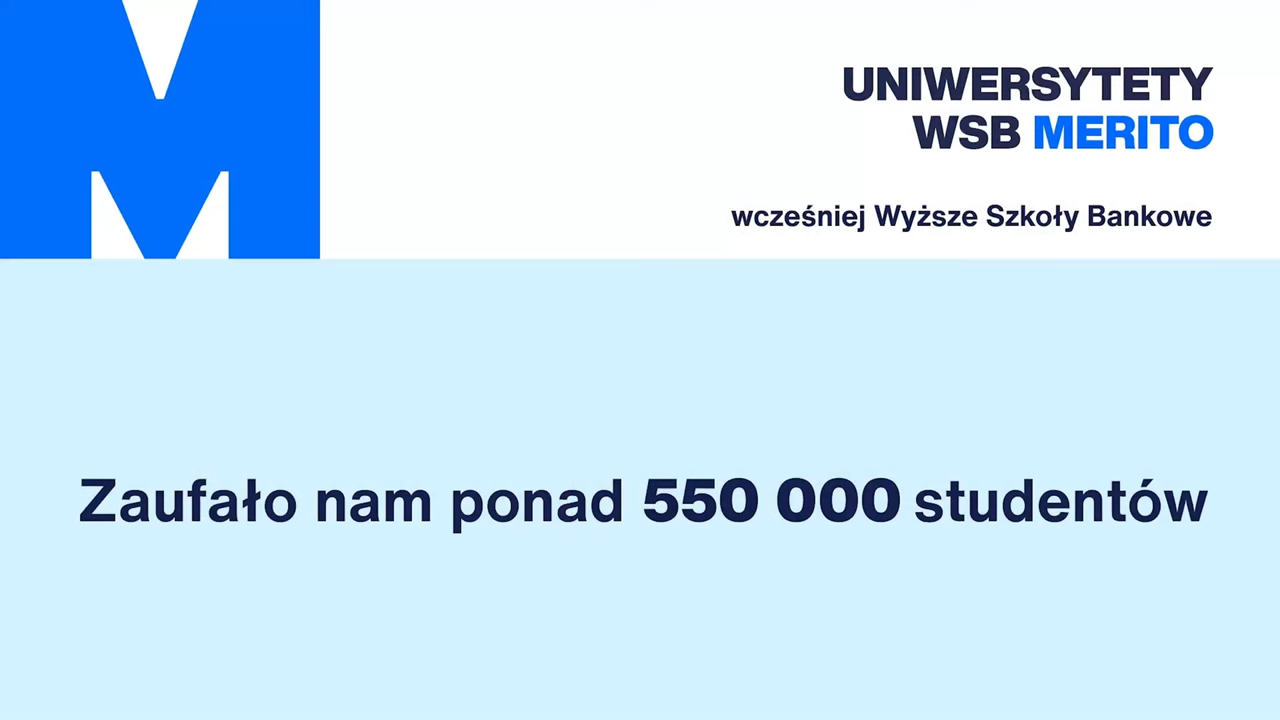 UNIWERSYTETY
WSB MERITO
wcześniej Wyższe Szkoły Bankowe
Zaufało nam ponad 550 000 studentów